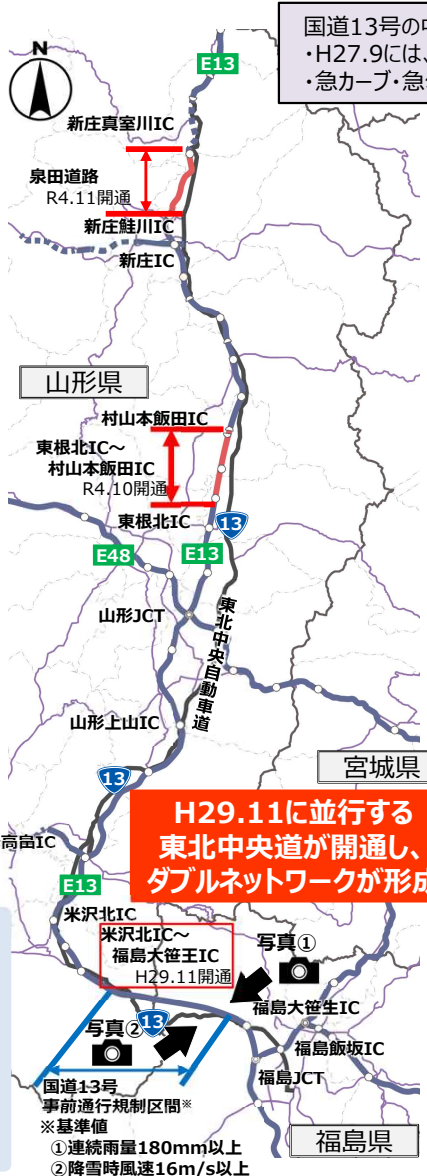 国道13号の中
・H27.9には、
・急カーブ・急
N
E13
新庄真室川IC
泉田道路
R4.11開通
新庄鮭川IC
新庄IC
山形県
村山本飯田IC
東根北IC～
村山本飯田IC
R4.10開通
東根北IC
13
E48
E13
山形JCT
東北中央自動車道
山形上山IC
13
宮城県
H29.11に並行する
東北中央道が開通し、
ダブルネットワークが形成
高畠IC
E13
米沢北IC
米沢北IC～
福島大笹王IC
H29.11開通
写真①
福島大笹生IC
写真②
13
福島飯坂IC
福島JCT
国道13号
事前通行規制区間※
※基準値
①連続雨量180mm以上
②降雪時風速16m/s以上
福島県